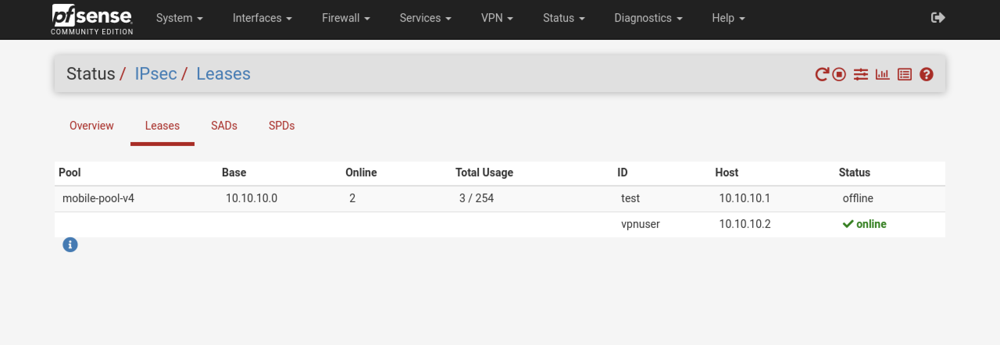 pfsense
COMMUNITY EDITION
System Interfaces Firewall Services VPN Status Diagnostics Help
Status / IPsec / Leases
Overview Leases SADs SPDs
Pool Base Online Total Usage ID Host Status
mobile-pool-v4 10.10.10.0 2 3 / 254 test 10.10.10.1 offline
vpnuser 10.10.10.2 online